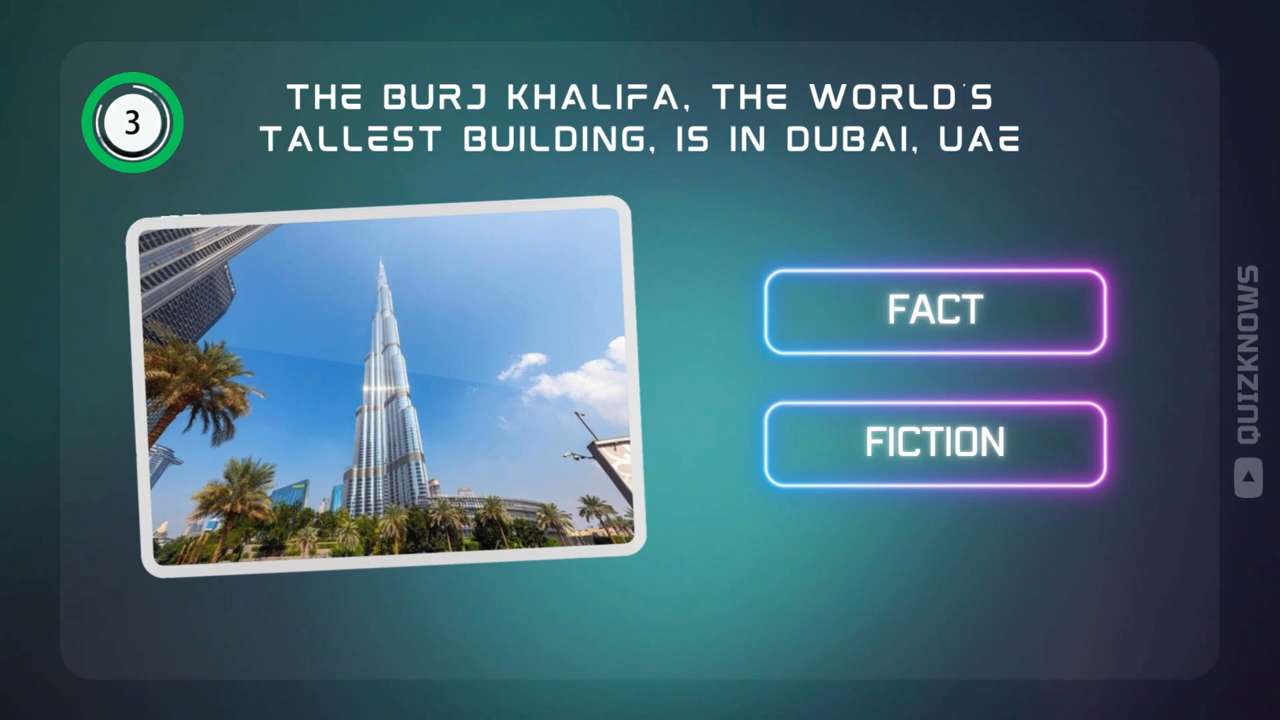 3
THE BURJ KHALIFA, THE WORLD'S
TALLEST BUILDING, IS IN DUBAI, UAE
FACT
FICTION
QUIZKNOWS